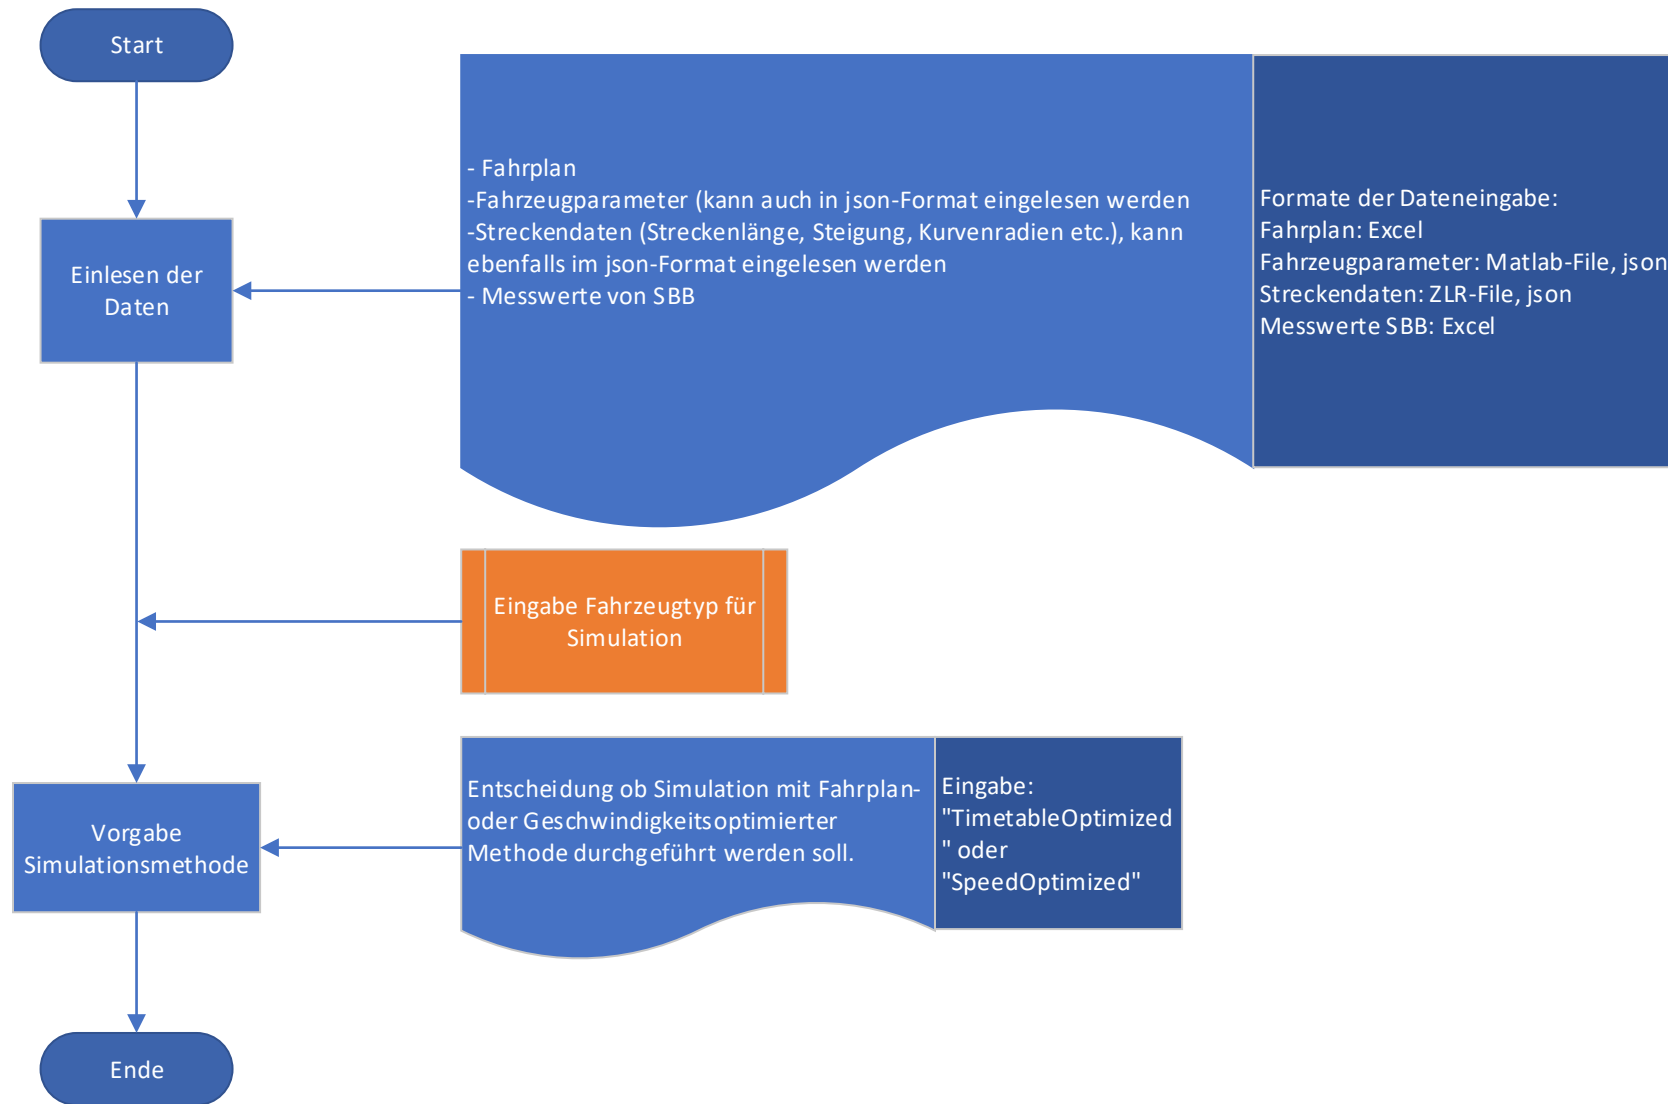 Start
- Fahrplan
-Fahrzeugparameter (kann auch in json-Format eingelesen werden
-Streckendaten (Streckenlänge, Steigung, Kurvenradien etc.), kann
ebenfalls im json-Format eingelesen werden
- Messwerte von SBB
Formate der Dateneingabe:
Fahrplan: Excel
Fahrzeugparameter: Matlab-File, json
Streckendaten: ZLR-File, json
Messwerte SBB: Excel
Einlesen der
Daten
Eingabe Fahrzeugtyp für
Simulation
Entscheidung ob Simulation mit Fahrplan-
oder Geschwindigkeitsoptimierter
Methode durchgeführt werden soll.
Eingabe:
"TimetableOptimized
" oder
"SpeedOptimized"
Vorgabe
Simulationsmethode
Ende